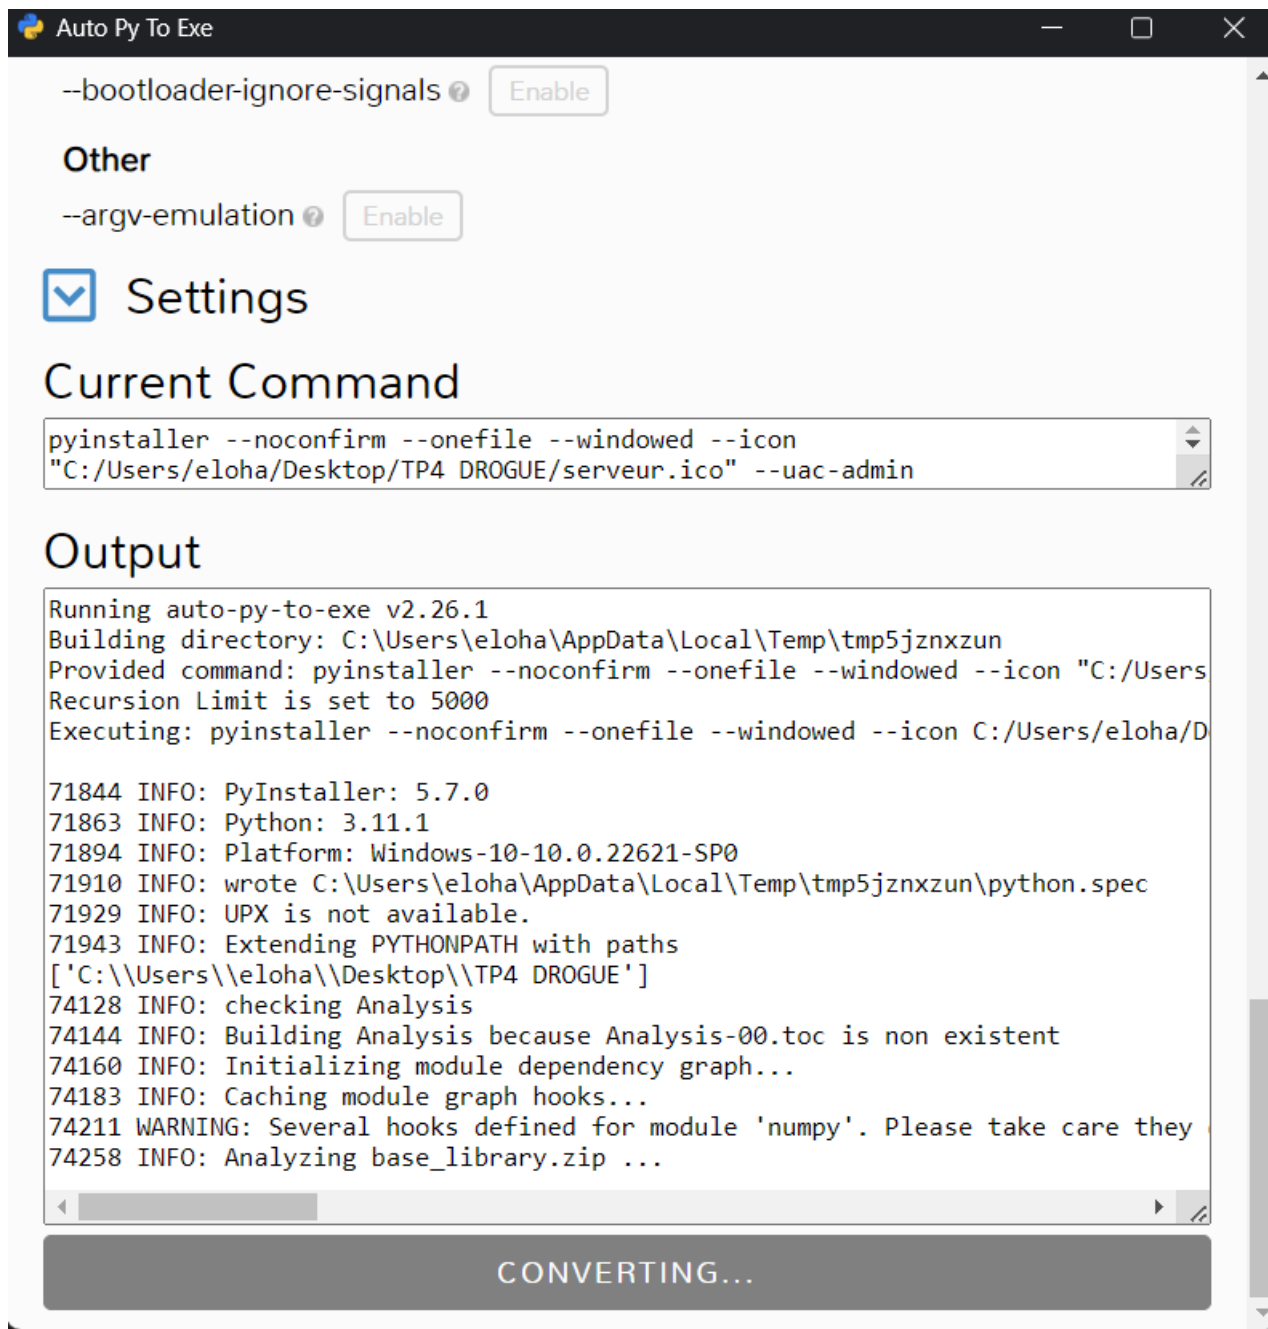 Auto Py To Exe
--bootloader-ignore-signals Enable
Other
--argv-emulation Enable
Settings
Current Command
pyinstaller --noconfirm --onefile --windowed --icon
"C:/Users/eloha/Desktop/TP4 DROGUE/serveur.ico" --uac-admin
Output
Running auto-py-to-exe v2.26.1
Building directory: C:\Users\eloha\AppData\Local\Temp\tmp5jznxzun
Provided command: pyinstaller --noconfirm --onefile --windowed --icon "C:/Users
Recursion Limit is set to 5000
Executing: pyinstaller --noconfirm --onefile --windowed --icon C:/Users/eloha/D
71844 INFO: PyInstaller: 5.7.0
71863 INFO: Python: 3.11.1
71894 INFO: Platform: Windows-10-10.0.22621-SP0
71910 INFO: wrote C:\Users\eloha\AppData\Local\Temp\tmp5jznxzun\python.spec
71929 INFO: UPX is not available.
71943 INFO: Extending PYTHONPATH with paths
['C:\\Users\\eloha\\Desktop\\TP4 DROGUE']
74128 INFO: checking Analysis
74144 INFO: Building Analysis because Analysis-00.toc is non existent
74160 INFO: Initializing module dependency graph...
74183 INFO: Caching module graph hooks...
74211 WARNING: Several hooks defined for module 'numpy'. Please take care they
74258 INFO: Analyzing base_library.zip ...
CONVERTING...